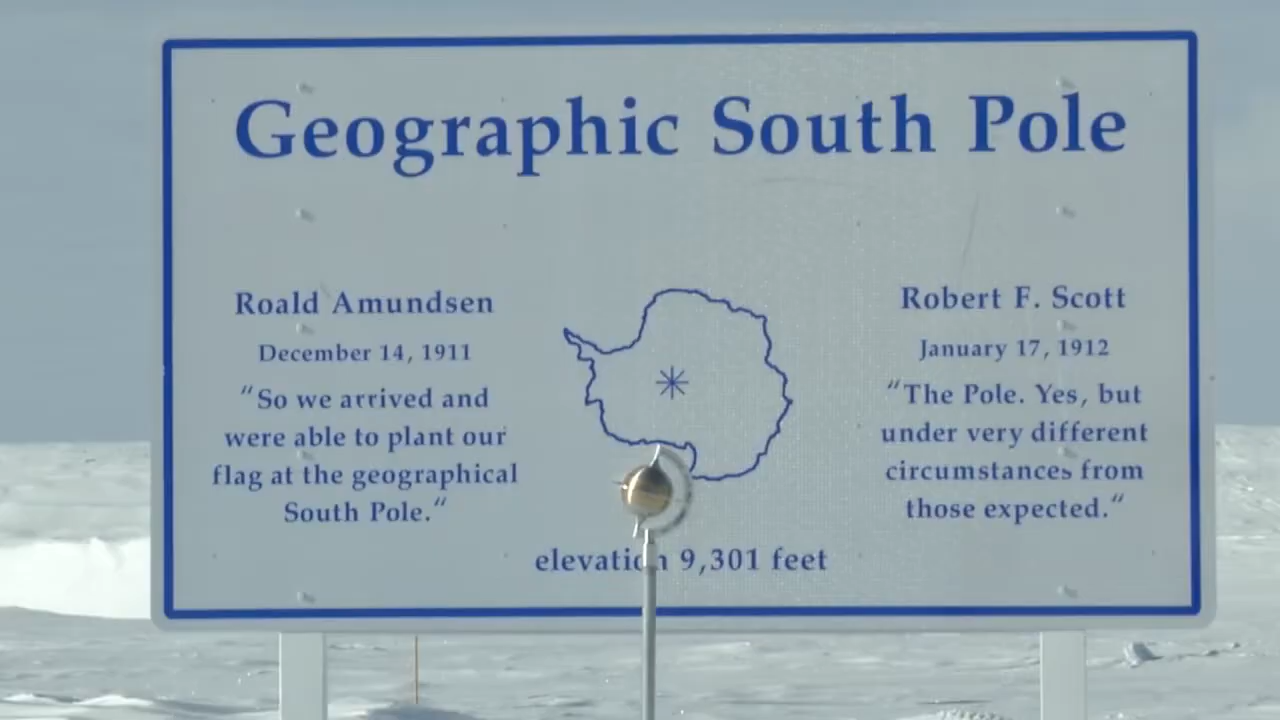 Geographic South Pole
Roald Amundsen
December 14, 1911
“So we arrived and
were able to plant our
flag at the geographical
South Pole.“
Robert F. Scott
January 17, 1912
“The Pole. Yes, but
under very different
circumstances from
those expected.“
elevation 9,301 feet